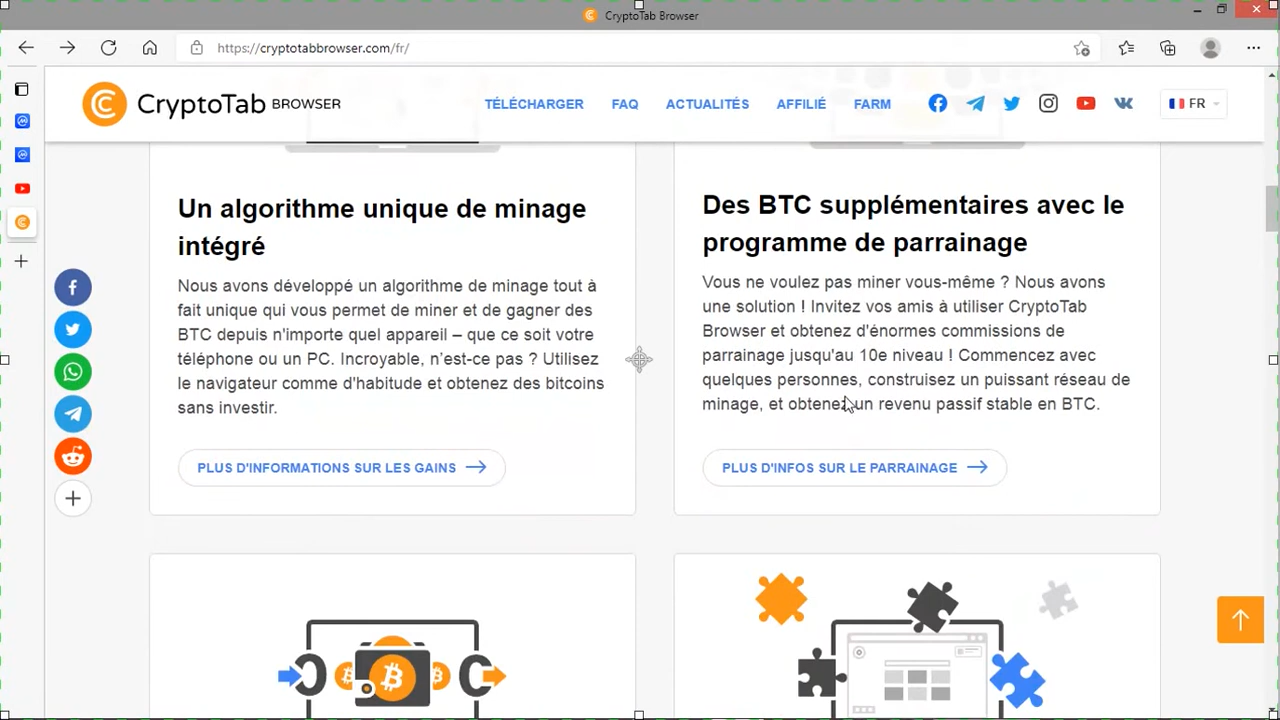 CryptoTab Browser
https://cryptotabbrowser.com/fr/
CryptoTab BROWSER
TÉLÉCHARGER FAQ ACTUALITÉS AFFILIÉ FARM FR
Un algorithme unique de minage
intégré
Nous avons développé un algorithme de minage tout à
fait unique qui vous permet de miner et de gagner des
BTC depuis n'importe quel appareil – que ce soit votre
téléphone ou un PC. Incroyable, n’est-ce pas ? Utilisez
le navigateur comme d'habitude et obtenez des bitcoins
sans investir.
PLUS D'INFORMATIONS SUR LES GAINS
Des BTC supplémentaires avec le
programme de parrainage
Vous ne voulez pas miner vous-même ? Nous avons
une solution ! Invitez vos amis à utiliser CryptoTab
Browser et obtenez d'énormes commissions de
parrainage jusqu'au 10e niveau ! Commencez avec
quelques personnes, construisez un puissant réseau de
minage, et obtenez un revenu passif stable en BTC.
PLUS D'INFOS SUR LE PARRAINAGE